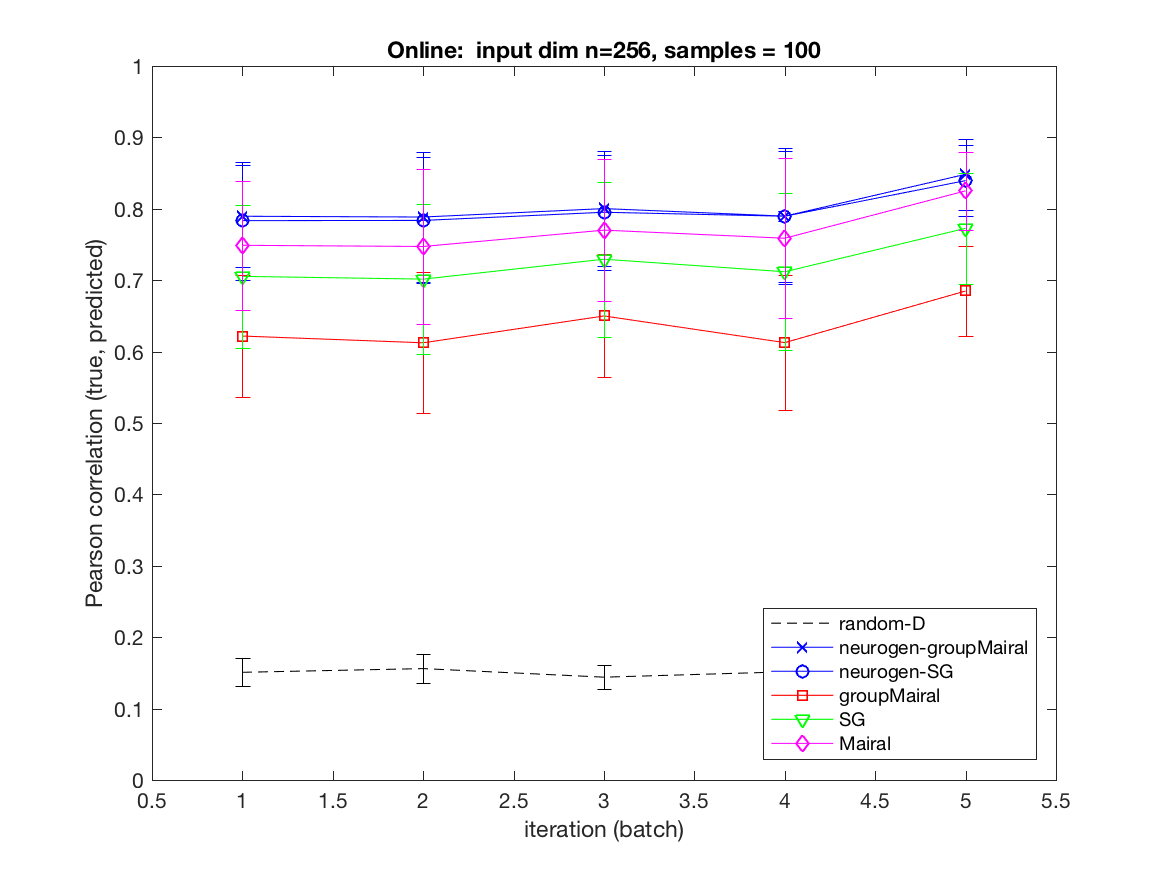 Online:  input dim n=256, samples = 100
1
0.9
0.8
0.7
0.6
0.5
0.4
0.3
0.2
0.1
0
Pearson correlation (true, predicted)
random-D
neurogen-groupMairal
neurogen-SG
groupMairal
SG
Mairal
0.5 1 1.5 2 2.5 3 3.5 4 4.5 5 5.5
iteration (batch)